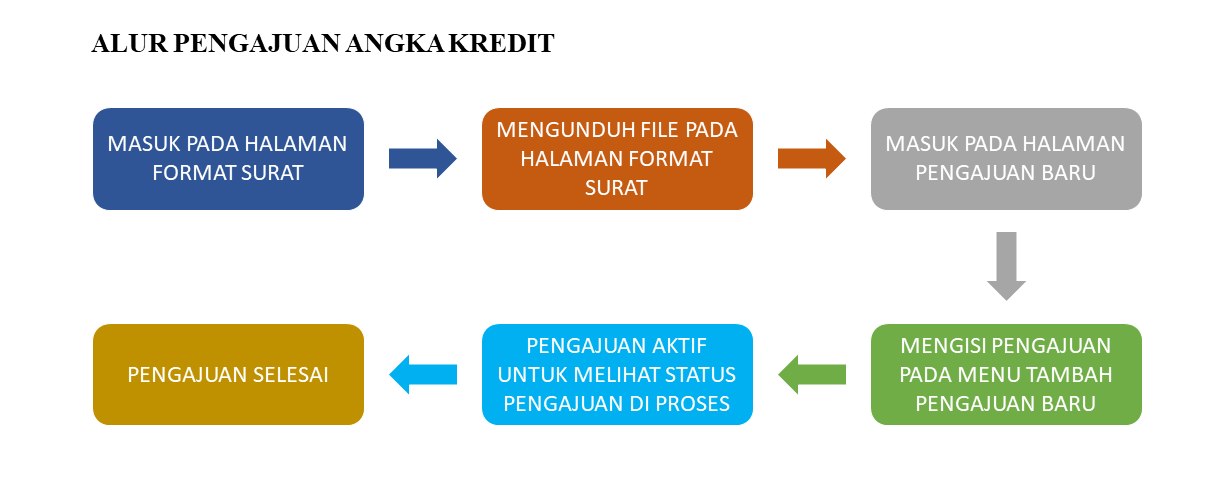 ALUR PENGAJUAN ANGKA KREDIT
MASUK PADA HALAMAN
FORMAT SURAT
MENGUNDUH FILE PADA
HALAMAN FORMAT
SURAT
MASUK PADA HALAMAN
PENGAJUAN BARU
MENGISI PENGAJUAN
PADA MENU TAMBAH
PENGAJUAN BARU
PENGAJUAN AKTIF
UNTUK MELIHAT STATUS
PENGAJUAN DI PROSES
PENGAJUAN SELESAI